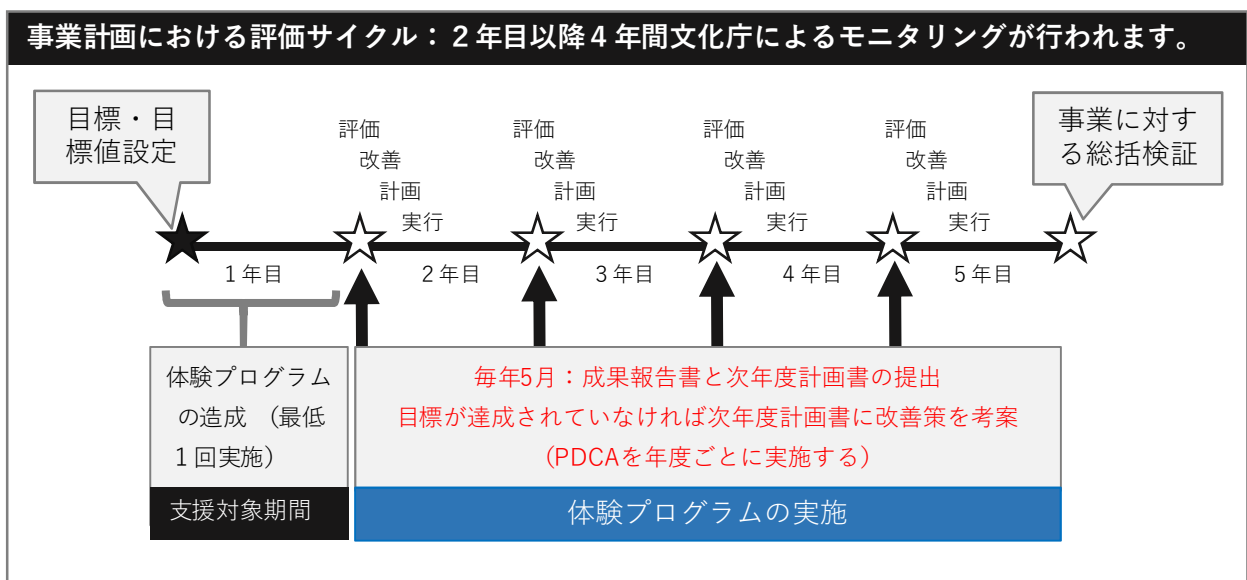 事業計画における評価サイクル：２年目以降４年間文化庁によるモニタリングが行われます。
目標・目
標値設定
評価
改善
計画
実行
評価
改善
計画
実行
評価
改善
計画
実行
評価
改善
計画
実行
事業に対す
る総括検証
１年目
２年目
３年目
４年目
５年目
体験プログラム
の造成　（最低
１回実施）
支援対象期間
毎年5月：成果報告書と次年度計画書の提出
目標が達成されていなければ次年度計画書に改善策を考案
（PDCAを年度ごとに実施する）
体験プログラムの実施